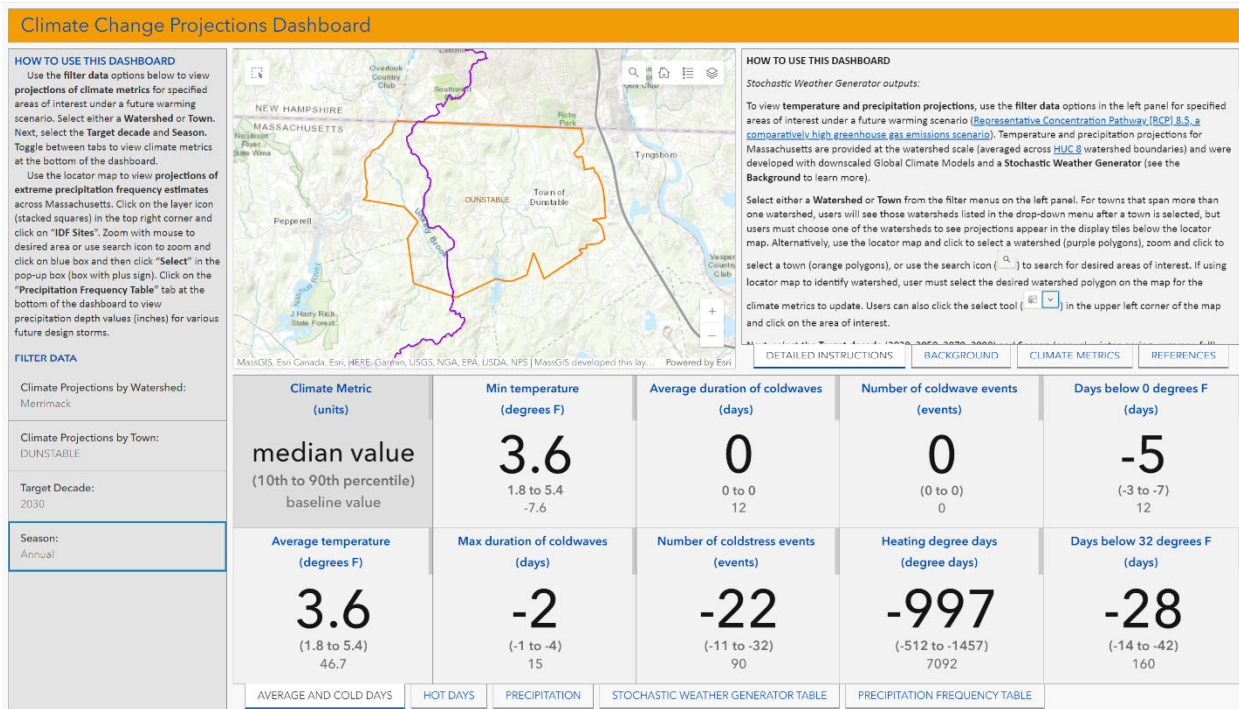 Climate Change Projections Dashboard
HOW TO USE THIS DASHBOARD
Use the filter data options below to view
projections of climate metrics for specified
areas of interest under a future warming
scenario. Select either a Watershed or Town.
Next, select the Target decade and Season.
Toggle between tabs to view climate metrics
at the bottom of the dashboard.
Use the locator map to view projections of
extreme precipitation frequency estimates
across Massachusetts. Click on the layer icon
(stacked squares) in the top right corner and
click on "IDF Sites". Zoom with mouse to
desired area or use search icon to zoom and
click on blue box and then click "Select" in the
pop-up box (box with plus sign). Click on the
"Precipitation Frequency Table" tab at the
bottom of the dashboard to view
precipitation depth values (inches) for various
future design storms.
FILTER DATA
Climate Projections by Watershed:
Merrimack
Climate Projections by Town:
DUNSTABLE
Target Decade:
2030
Season:
Annual
Overlook
Country
Club
NEW HAMPSHIRE
MASSACHUSETTS
Roby
Park
Tyngsboro
Town of
Dunstable
DUNSTABLE
Pepperell
Unkety Brook
Nashua River
Vesper
Country
Club
J Harry Rich
State Forest
+
−
MassGIS, Esri Canada, Esri, HERE, Garmin, USGS, NGA, EPA, USDA, NPS | MassGIS developed this lay...
Powered by Esri
HOW TO USE THIS DASHBOARD
Stochastic Weather Generator outputs:
To view temperature and precipitation projections, use the filter data options in the left panel for specified
areas of interest under a future warming scenario (Representative Concentration Pathway [RCP] 8.5, a
comparatively high greenhouse gas emissions scenario). Temperature and precipitation projections for
Massachusetts are provided at the watershed scale (averaged across HUC 8 watershed boundaries) and were
developed with downscaled Global Climate Models and a Stochastic Weather Generator (see the
Background to learn more).
Select either a Watershed or Town from the filter menus on the left panel. For towns that span more than
one watershed, users will see those watersheds listed in the drop-down menu after a town is selected, but
users must choose one of the watersheds to see projections appear in the display tiles below the locator
map. Alternatively, use the locator map and click to select a watershed (purple polygons), zoom and click to
select a town (orange polygons), or use the search icon ( ) to search for desired areas of interest. If using
locator map to identify watershed, user must select the desired watershed polygon on the map for the
climate metrics to update. Users can also click the select tool ( ) in the upper left corner of the map
and click on the area of interest.
DETAILED INSTRUCTIONS
BACKGROUND
CLIMATE METRICS
REFERENCES
Climate Metric
(units)
median value
(10th to 90th percentile)
baseline value
Min temperature
(degrees F)
3.6
1.8 to 5.4
-7.6
Average duration of coldwaves
(days)
0
0 to 0
12
Number of coldwave events
(events)
0
(0 to 0)
0
Days below 0 degrees F
(days)
-5
(-3 to -7)
12
Average temperature
(degrees F)
3.6
(1.8 to 5.4)
46.7
Max duration of coldwaves
(days)
-2
(-1 to -4)
15
Number of coldstress events
(events)
-22
(-11 to -32)
90
Heating degree days
(degree days)
-997
(-512 to -1457)
7092
Days below 32 degrees F
(days)
-28
(-14 to -42)
160
AVERAGE AND COLD DAYS
HOT DAYS
PRECIPITATION
STOCHASTIC WEATHER GENERATOR TABLE
PRECIPITATION FREQUENCY TABLE